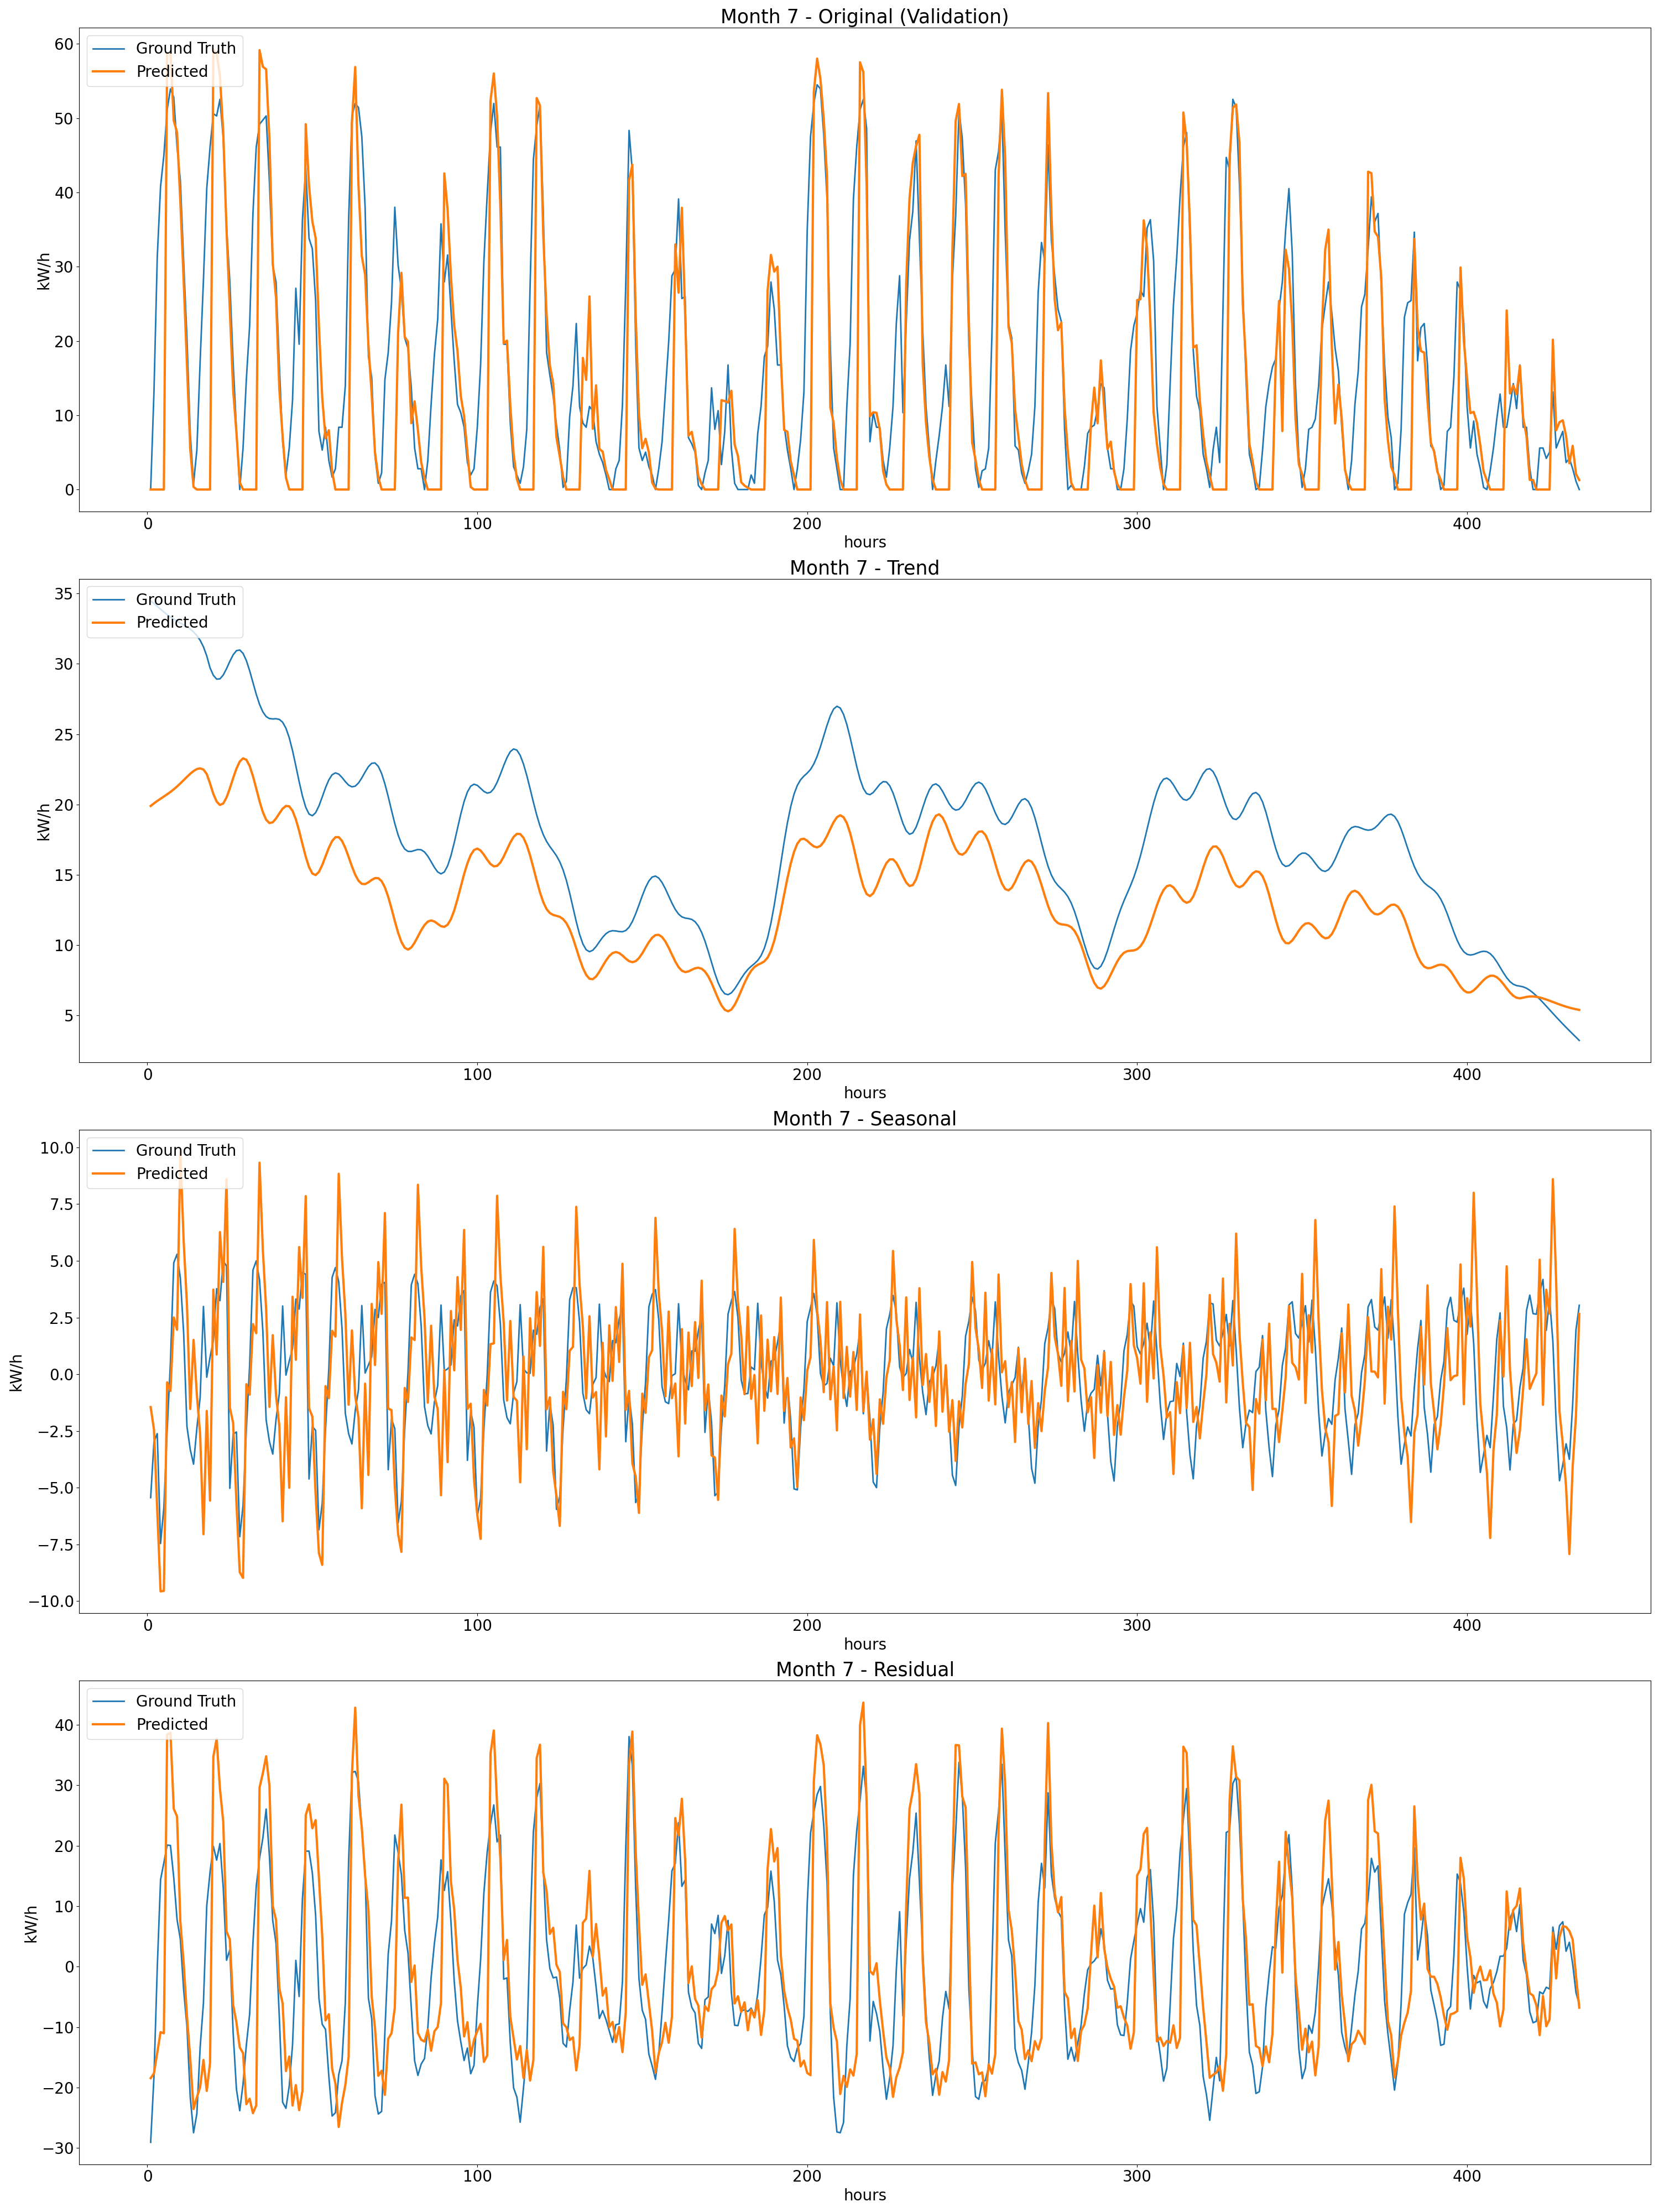 Month 7 - Original (Validation)
Ground Truth
Predicted
60
50
40
30
20
10
0
kW/h
0 100 200 300 400
hours
Month 7 - Trend
Ground Truth
Predicted
35
30
25
20
15
10
5
kW/h
0 100 200 300 400
hours
Month 7 - Seasonal
Ground Truth
Predicted
10.0
7.5
5.0
2.5
0.0
−2.5
−5.0
−7.5
−10.0
kW/h
0 100 200 300 400
hours
Month 7 - Residual
Ground Truth
Predicted
40
30
20
10
0
−10
−20
−30
kW/h
0 100 200 300 400
hours